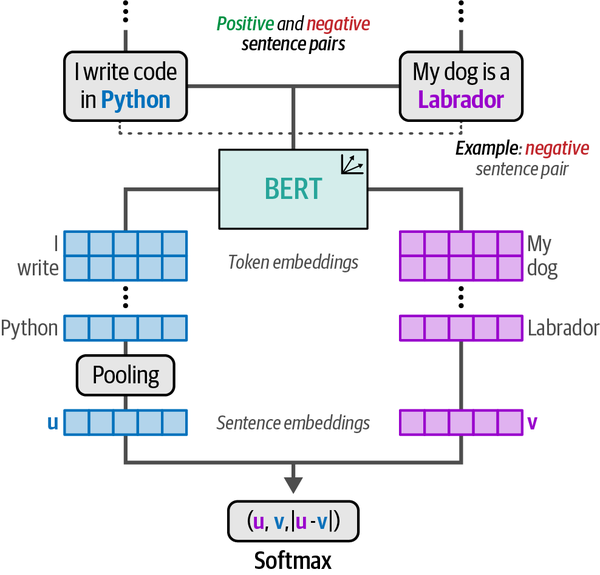 Positive and negative
sentence pairs
I write code
in Python
My dog is a
Labrador
Example: negative
sentence pair
BERT
I
write
Token embeddings
My
dog
Python
Labrador
Pooling
u
Sentence embeddings
v
(u, v,|u-v|)
Softmax